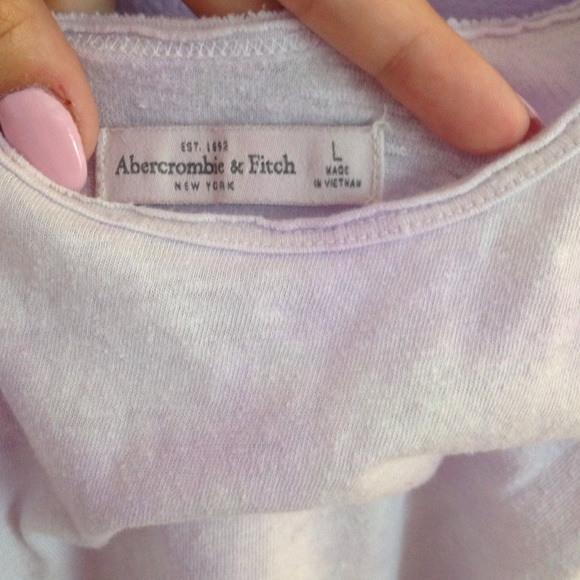 EST. 1892
Abercrombie & Fitch
NEW YORK
L
MADE
IN VIETNAM